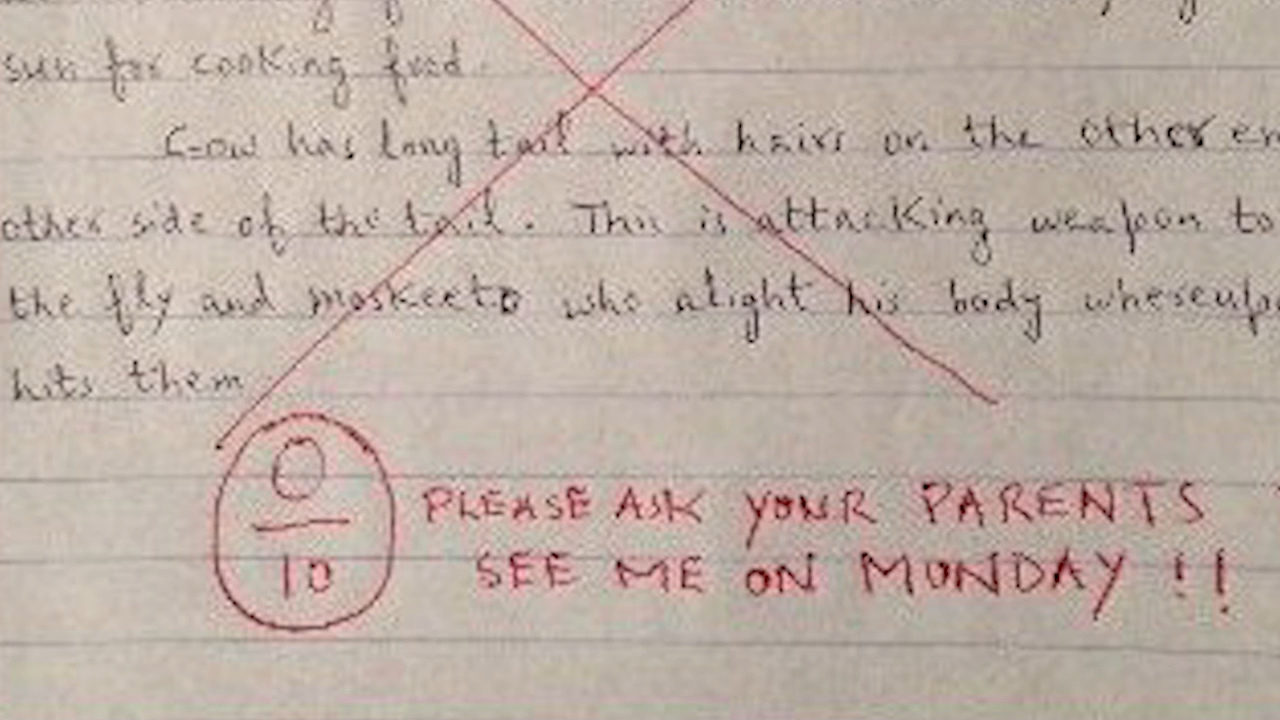 sun for cooking food.
Cow has long tail with hairs on the other
other side of the tail. This is attacking weapon to
the fly and moskeeto who alight his body
hits them
0
10
PLEASE ASK YOUR PARENTS
SEE ME ON MONDAY !!